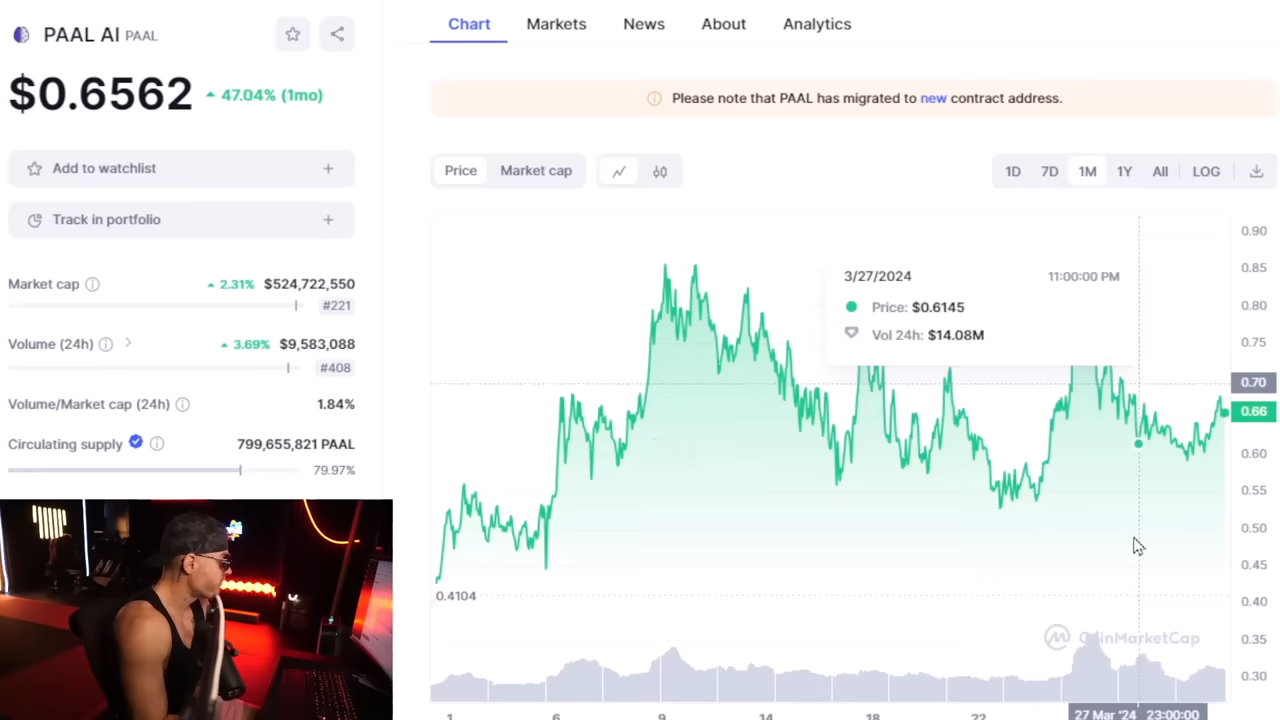 PAAL AI PAAL
$0.6562 47.04% (1mo)
Add to watchlist +
Track in portfolio +
Market cap 2.31% $524,722,550
#221
Volume (24h) 3.69% $9,583,088
#408
Volume/Market cap (24h) 1.84%
Circulating supply 799,655,821 PAAL
79.97%
Chart Markets News About Analytics
Please note that PAAL has migrated to new contract address.
Price Market cap 1D 7D 1M 1Y All LOG
3/27/2024 11:00:00 PM
Price: $0.6145
Vol 24h: $14.08M
0.90
0.85
0.80
0.75
0.70
0.66
0.60
0.55
0.50
0.45
0.40
0.35
0.30
0.4104
CoinMarketCap
1 6 9 14 18 22 27 Mar '24 23:00:00